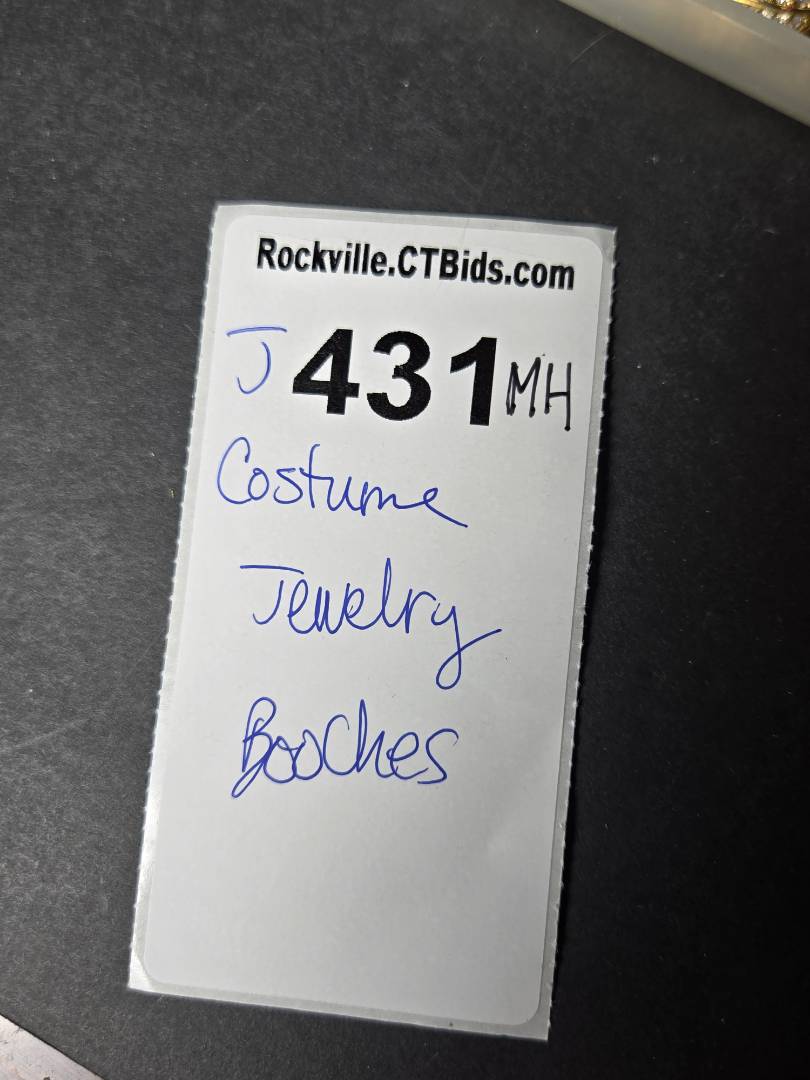 Rockville.CTBids.com
J 431 MH
Costume
Jewelry
Booches